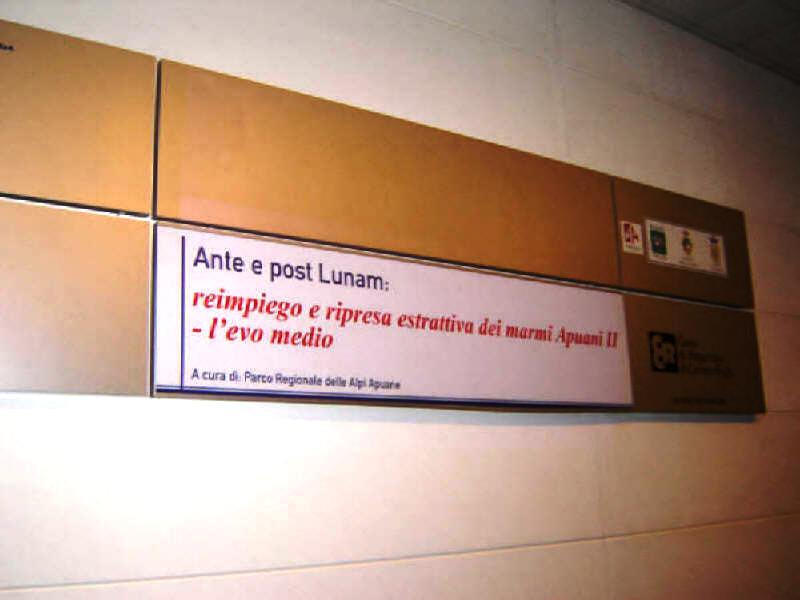 Ante e post Lunam:
reimpiego e ripresa estrattiva dei marmi Apuani II
- l'evo medio
A cura di: Parco Regionale delle Alpi Apuane